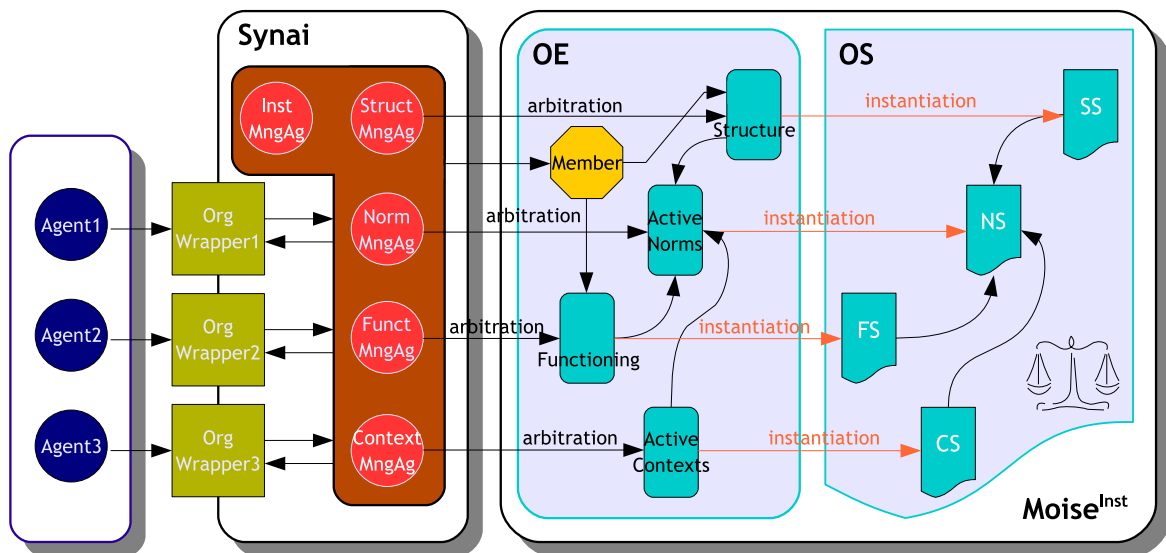 Synai
OE
OS
Inst
MngAg
Struct
MngAg
arbitration
Structure
instantiation
SS
Member
Agent1
Org
Wrapper1
Norm
MngAg
arbitration
Active
Norms
instantiation
NS
Agent2
Org
Wrapper2
Funct
MngAg
arbitration
Functioning
instantiation
FS
Agent3
Org
Wrapper3
Context
MngAg
arbitration
Active
Contexts
instantiation
CS
Moise^Inst